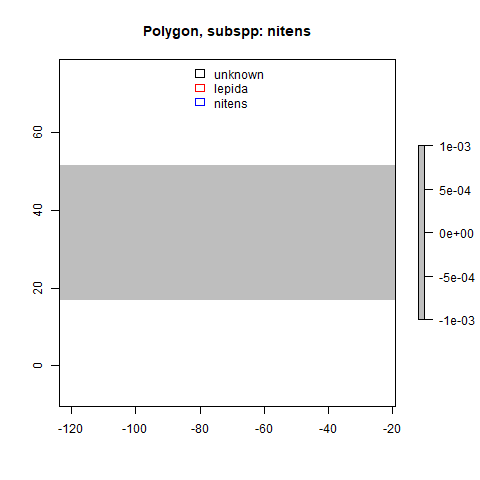 Polygon, subspp: nitens
unknown
lepida
nitens
60
40
20
0
-120
-100
-80
-60
-40
-20
1e-03
5e-04
0e+00
-5e-04
-1e-03